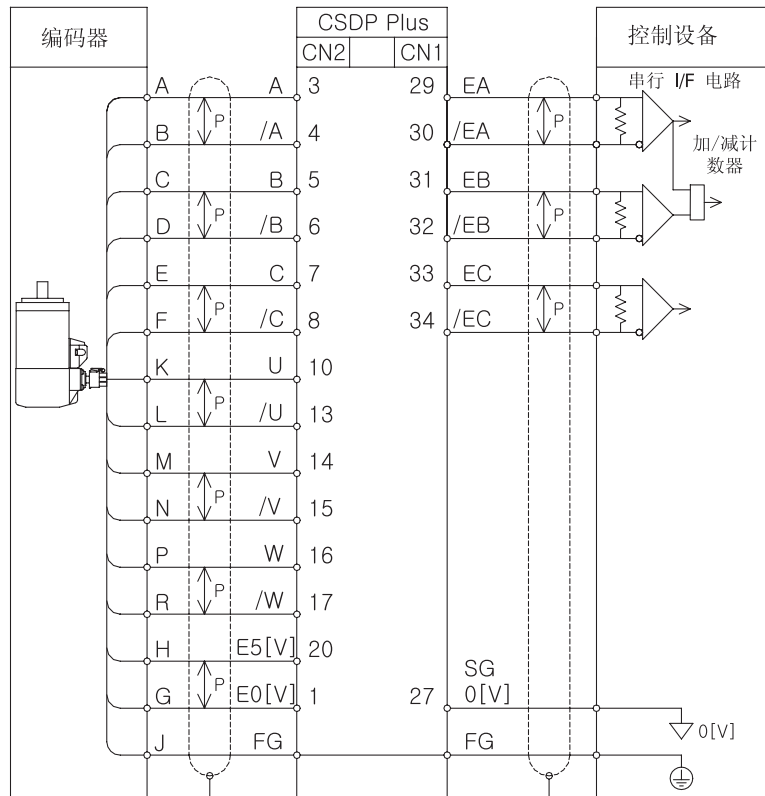 编码器
CSDP Plus
控制设备
CN2 CN1
串行 I/F 电路
A A 3 29 EA
P P
B /A 4 30 /EA
加/减计
数器
C B 5 31 EB
P P
D /B 6 32 /EB
E C 7 33 EC
P P
F /C 8 34 /EC
K U 10
P
L /U 13
M V 14
P
N /V 15
P W 16
P
R /W 17
H E5[V] 20
P
SG
G E0[V] 1 27 0[V]
0[V]
J FG FG